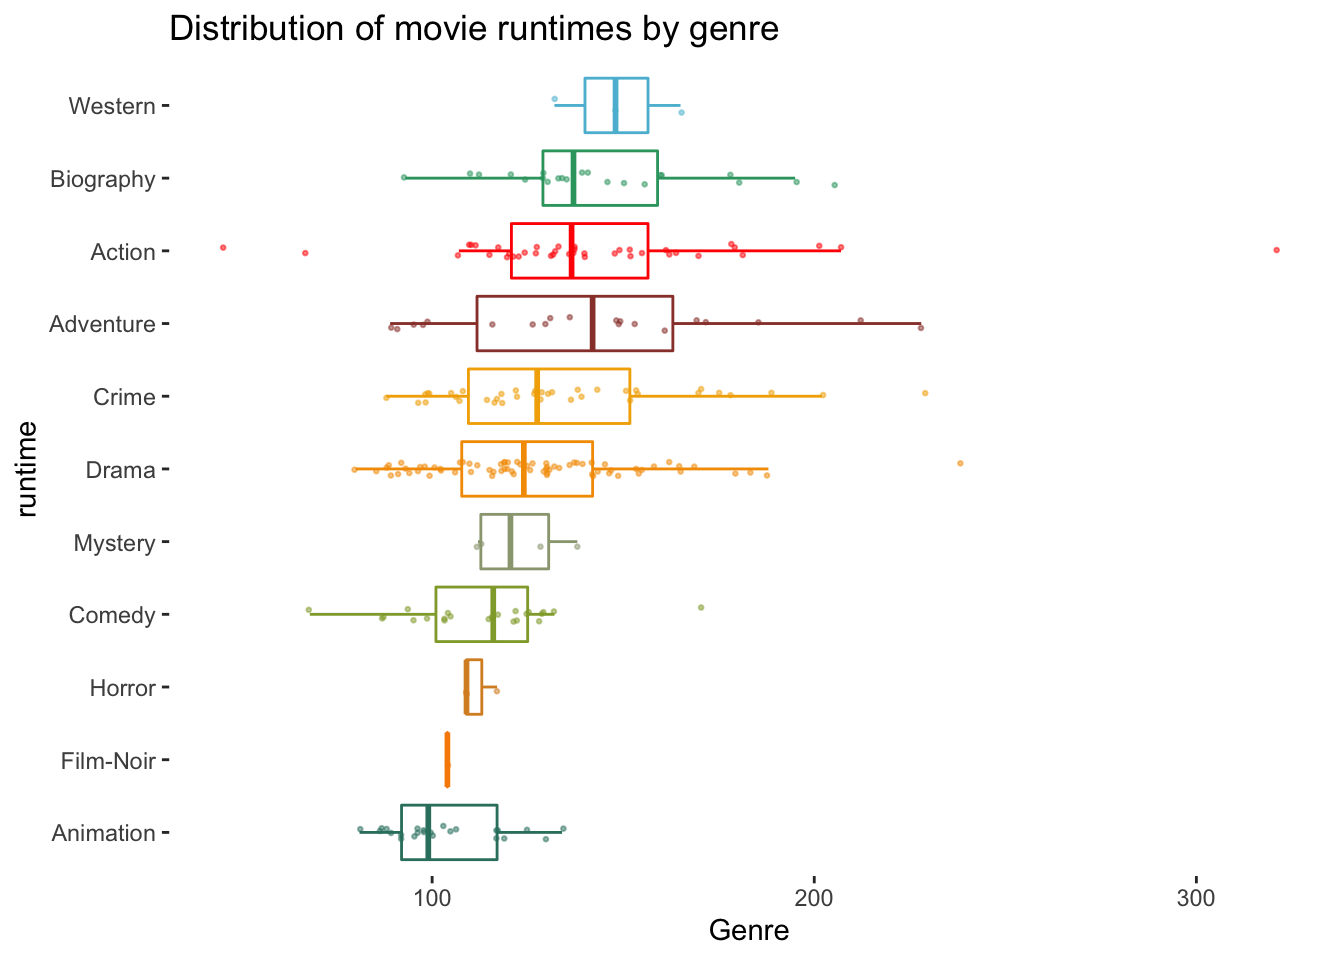 Distribution of movie runtimes by genre
Western
Biography
Action
Adventure
Crime
Drama
Mystery
Comedy
Horror
Film-Noir
Animation
runtime
100 200 300
Genre